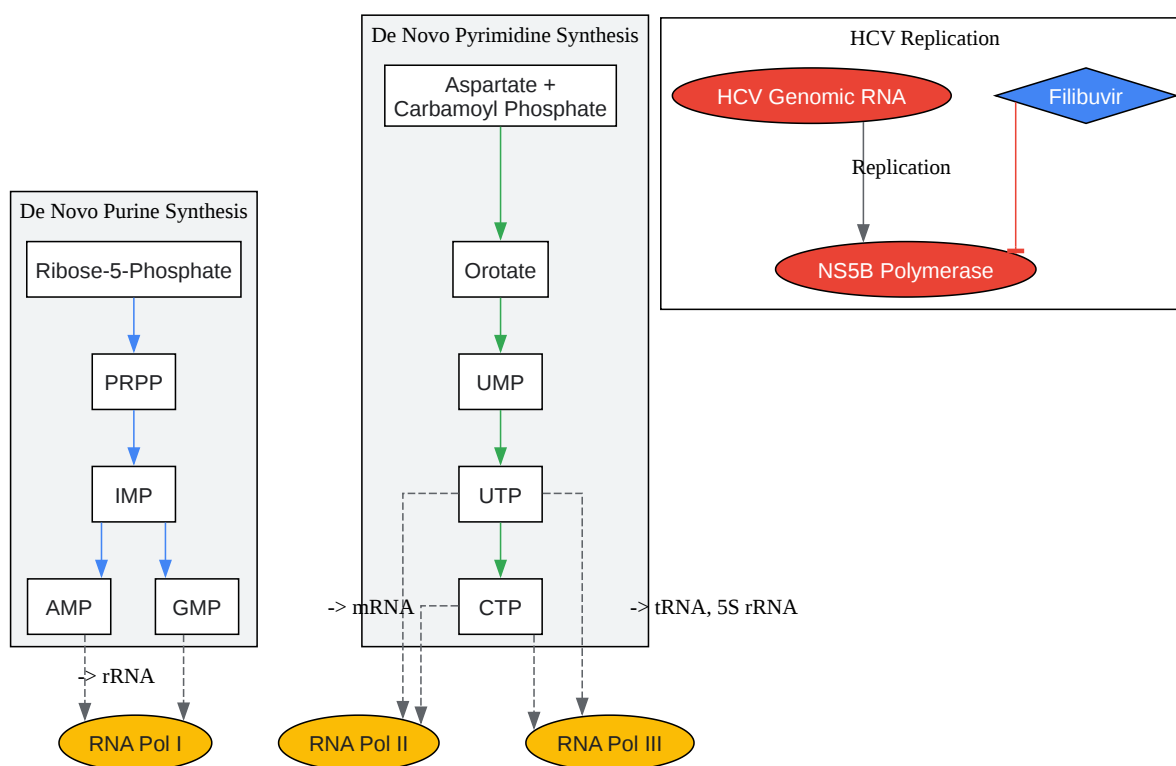 De Novo Pyrimidine Synthesis
Aspartate +
Carbamoyl Phosphate
HCV Replication
HCV Genomic RNA
Filibuvir
Replication
NS5B Polymerase
De Novo Purine Synthesis
Ribose-5-Phosphate
Orotate
PRPP
UMP
IMP
UTP
AMP
GMP
-> mRNA
CTP
-> tRNA, 5S rRNA
-> rRNA
RNA Pol I
RNA Pol II
RNA Pol III